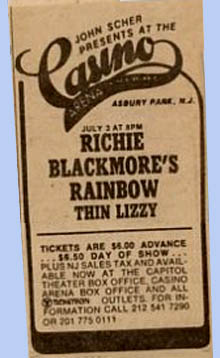 JOHN SCHER
PRESENTS AT THE
Casino
ARENA
ASBURY PARK, N.J.
JULY 3 at 8PM
RICHIE
BLACKMORE'S
RAINBOW
THIN LIZZY
TICKETS ARE $6.00 ADVANCE
...$6.50 DAY OF SHOW...
PLUS NJ SALES TAX AND AVAIL-
ABLE NOW AT THE CAPITOL
THEATER BOX OFFICE, CASINO
ARENA BOX OFFICE AND ALL
TICKETRON OUTLETS. FOR IN-
FORMATION CALL 212 541 7290
OR 201 775 0111